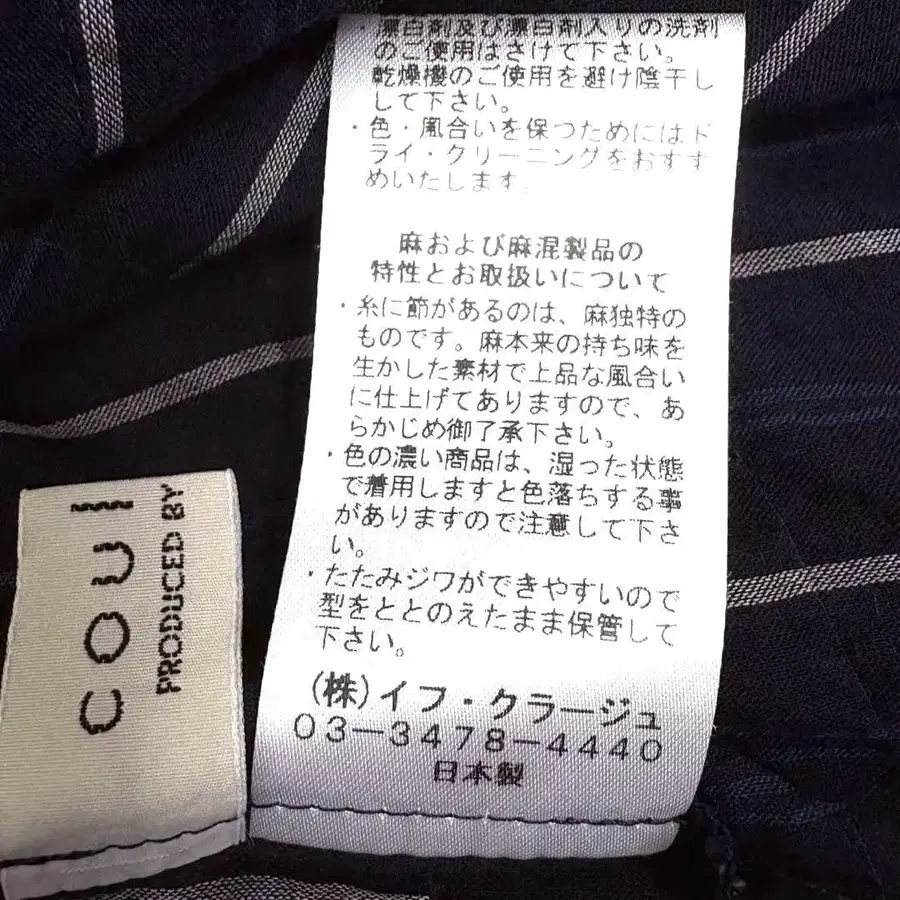 ・漂白剤及び漂白剤入りの洗剤
のご使用はさけて下さい。
乾燥機のご使用を避け陰干し
して下さい。
・色・風合いを保つためにはド
ライ・クリーニングをおすす
めいたします。
麻および麻混製品の
特性とお取扱いについて
・糸に節があるのは、麻独特の
ものです。麻本来の持ち味を
生かした素材で上品な風合い
に仕上げてありますので、あ
らかじめ御了承下さい。
・色の濃い商品は、湿った状態
で着用しますと色落ちする事
がありますので注意して下さ
い。
・たたみジワができやすいので
型をととのえたまま保管して
下さい。
(株)イフ・クラージュ
03-3478-4440
日本製
COUL
PRODUCED BY